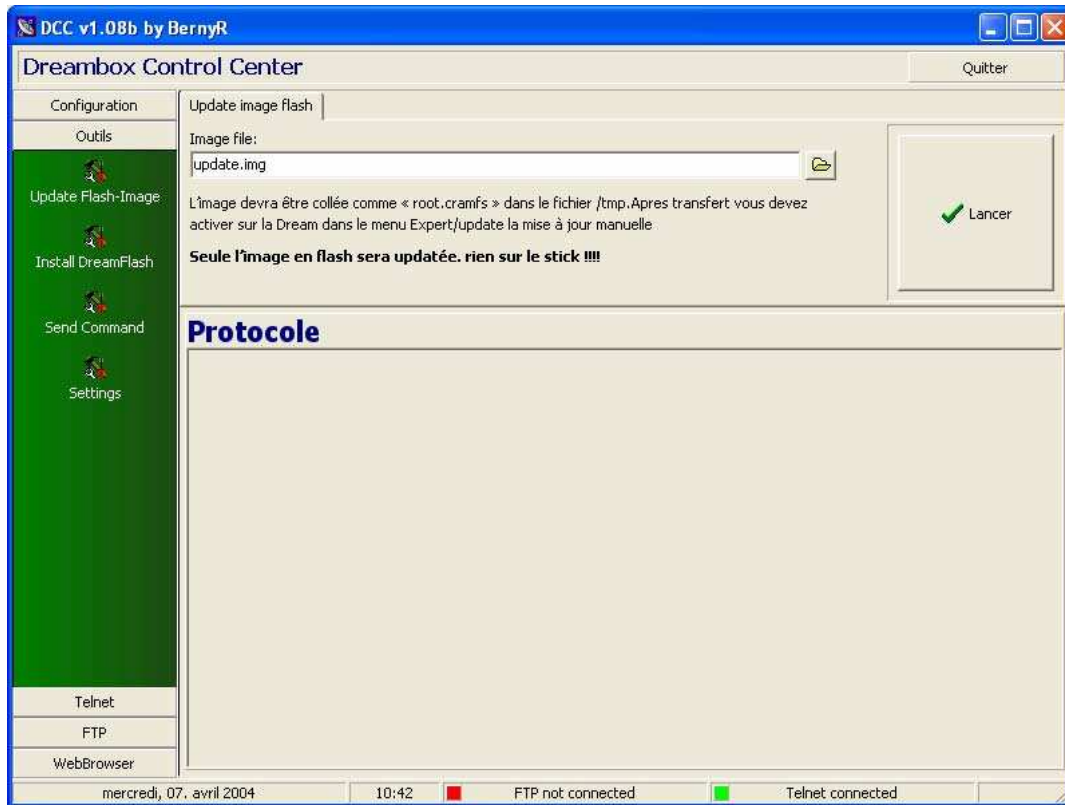 DCC v1.08b by BernyR
Dreambox Control Center
Quitter
Configuration
Outils
Update Flash-Image
Install DreamFlash
Send Command
Settings
Telnet
FTP
WebBrowser
Update image flash
Image file:
update.img
L'image devra être collée comme « root.cramfs » dans le fichier /tmp.Apres transfert vous devez
activer sur la Dream dans le menu Expert/update la mise à jour manuelle
Seule l'image en flash sera updatée. rien sur le stick !!!!
Lancer
Protocole
mercredi, 07. avril 2004
10:42
FTP not connected
Telnet connected